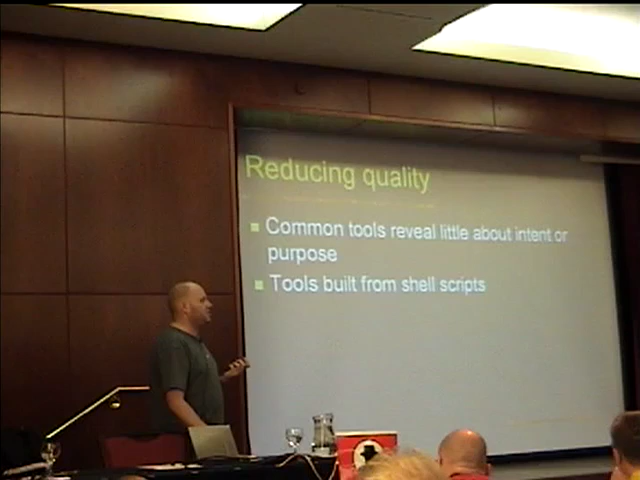 Reducing quality
Common tools reveal little about intent or
purpose
Tools built from shell scripts